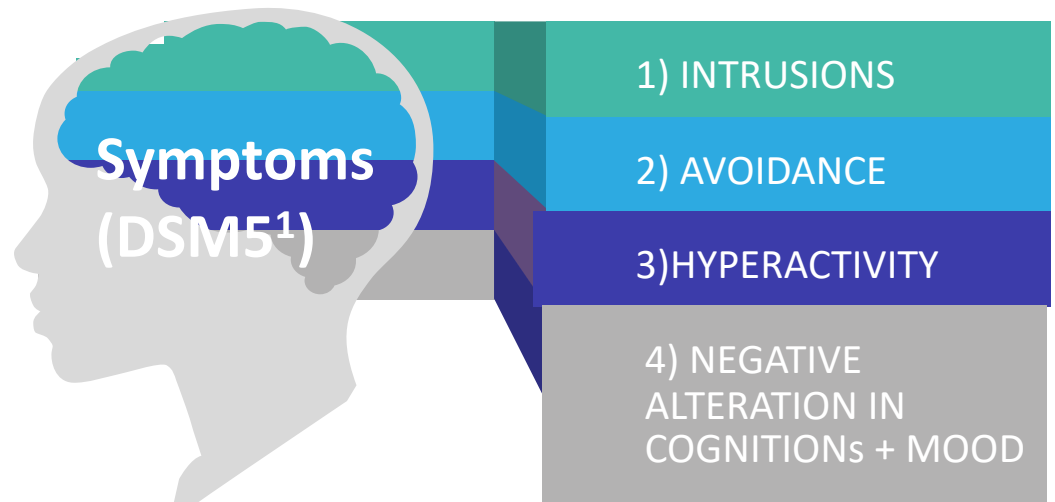 Symptoms
(DSM5¹)
1) INTRUSIONS
2) AVOIDANCE
3)HYPERACTIVITY
4) NEGATIVE
ALTERATION IN
COGNITIONs + MOOD